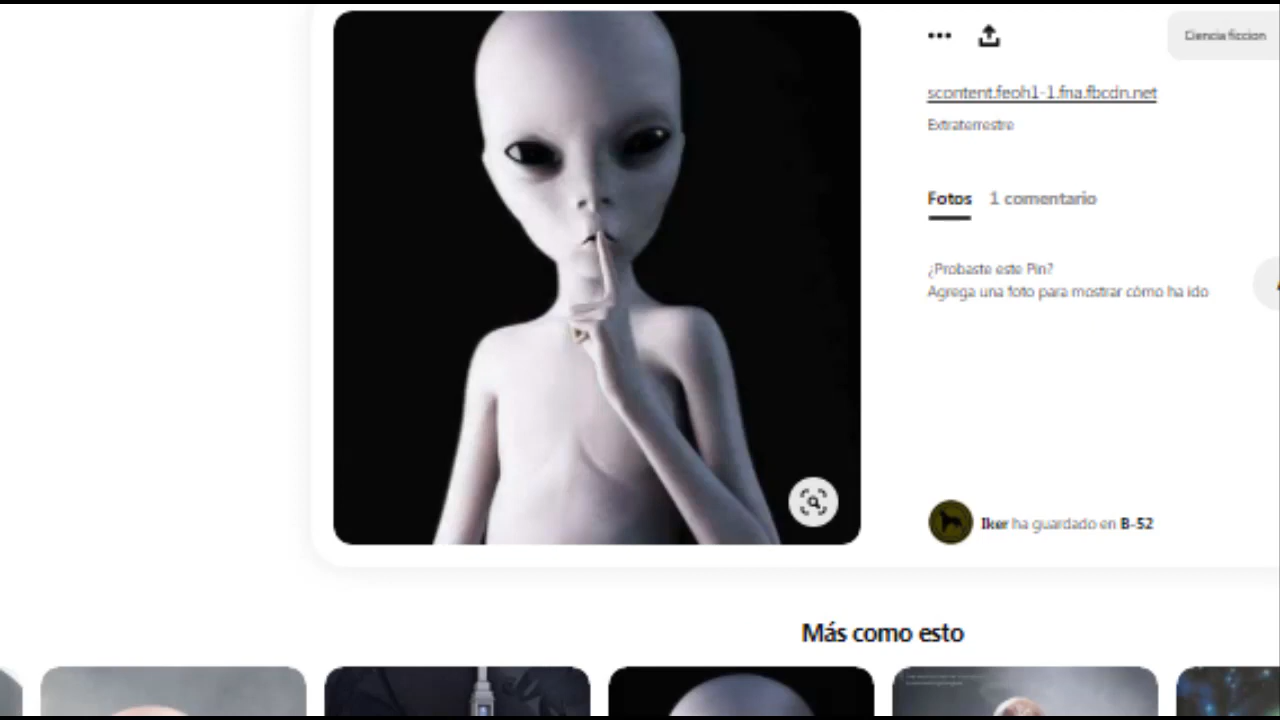 Ciencia ficcion
scontent.feoh1-1.fna.fbcdn.net
Extraterrestre
Fotos 1 comentario
¿Probaste este Pin?
Agrega una foto para mostrar cómo ha ido
Iker ha guardado en B-52
Más como esto